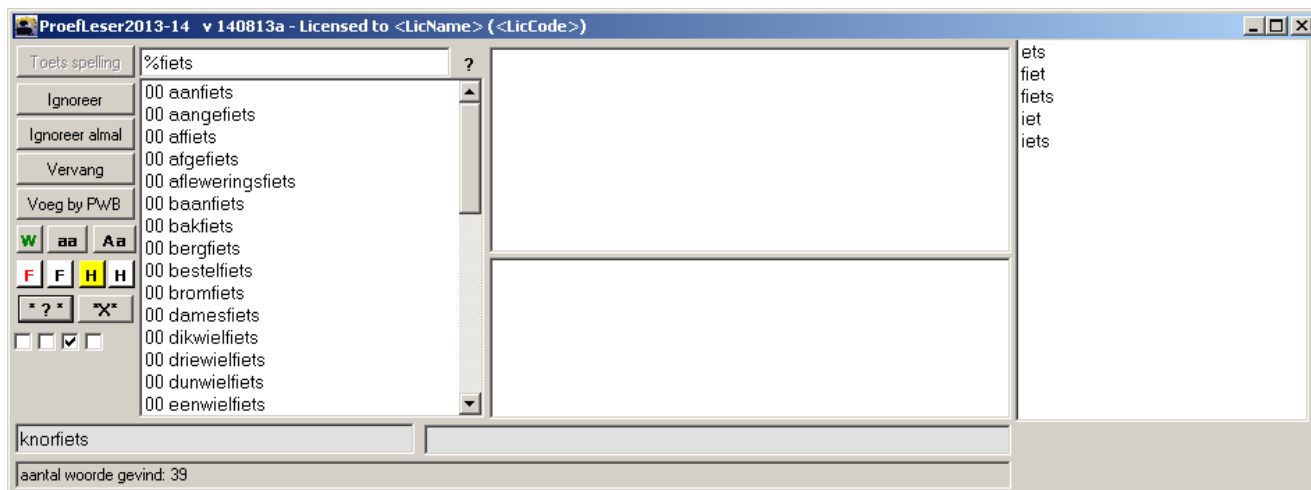 ProefLeser2013-14 v 140813a - Licensed to <LicName> (<LicCode>)
Toets spelling
Ignoreer
Ignoreer almal
Vervang
Voeg by PWB
W aa Aa
F F H H
*?* *X*
%fiets
?
00 aanfiets
00 aangefiets
00 affiets
00 afgefiets
00 afleweringsfiets
00 baanfiets
00 bakfiets
00 bergfiets
00 bestelfiets
00 bromfiets
00 damesfiets
00 dikwielfiets
00 driewielfiets
00 dunwielfiets
00 eenwielfiets
ets
fiet
fiets
iet
iets
knorfiets
aantal woorde gevind: 39